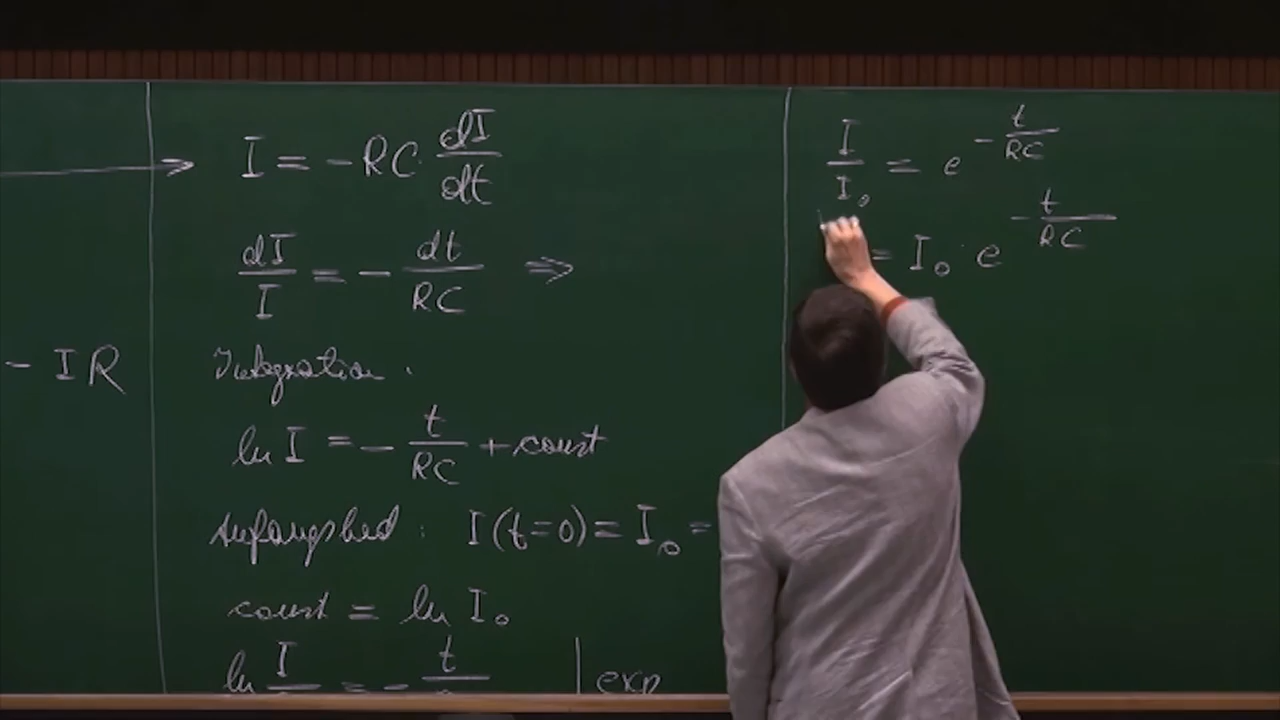 - IR
I = - RC · dI/dt
dI/I = - dt/RC ⇒
Integration :
ln I = - t/RC + const
Anfangsbed : I(t=0) = I₀ =
const = ln I₀
ln I/ = - t/ | exp
I/I₀ = e^(-t/RC)
= I₀ · e^(-t/RC)